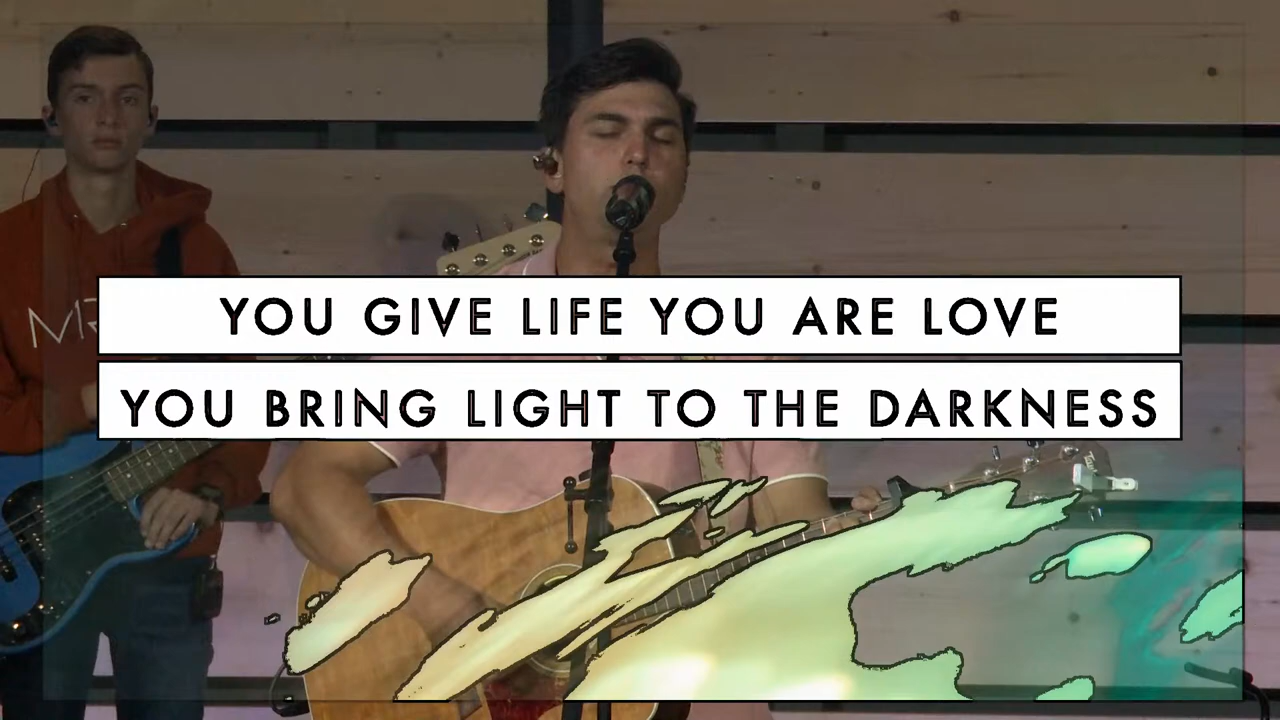 YOU GIVE LIFE YOU ARE LOVE
YOU BRING LIGHT TO THE DARKNESS